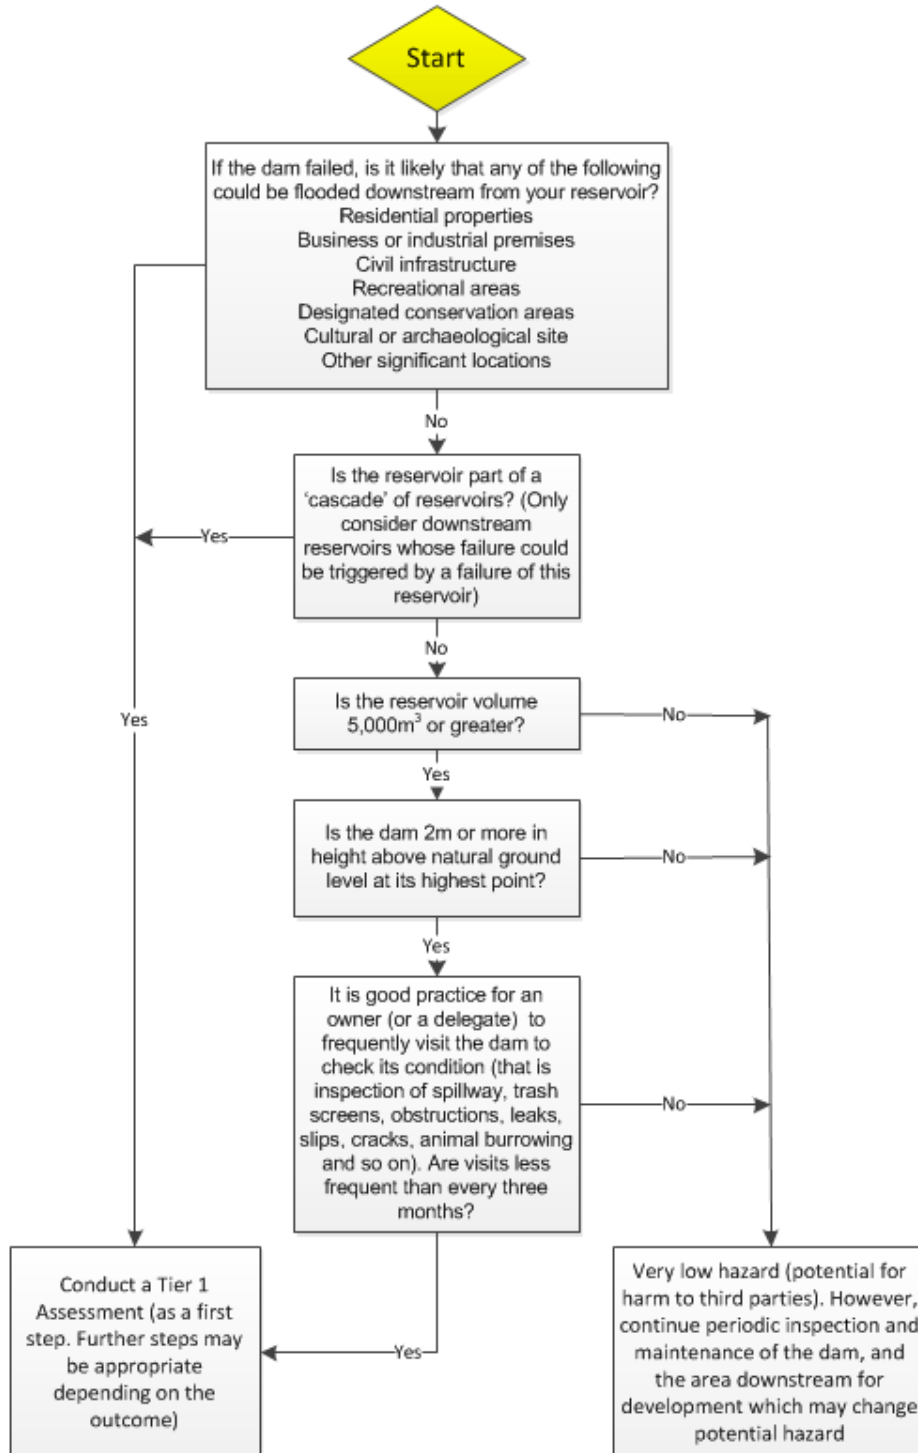 Start
If the dam failed, is it likely that any of the following
could be flooded downstream from your reservoir?
Residential properties
Business or industrial premises
Civil infrastructure
Recreational areas
Designated conservation areas
Cultural or archaeological site
Other significant locations
No
Is the reservoir part of a
‘cascade’ of reservoirs? (Only
consider downstream
reservoirs whose failure could
be triggered by a failure of this
reservoir)
Yes
No
Is the reservoir volume
5,000m³ or greater?
No
Yes
Yes
Is the dam 2m or more in
height above natural ground
level at its highest point?
No
Yes
It is good practice for an
owner (or a delegate) to
frequently visit the dam to
check its condition (that is
inspection of spillway, trash
screens, obstructions, leaks,
slips, cracks, animal burrowing
and so on). Are visits less
frequent than every three
months?
No
Yes
Conduct a Tier 1
Assessment (as a first
step. Further steps may
be appropriate
depending on the
outcome)
Very low hazard (potential for
harm to third parties). However,
continue periodic inspection and
maintenance of the dam, and
the area downstream for
development which may change
potential hazard